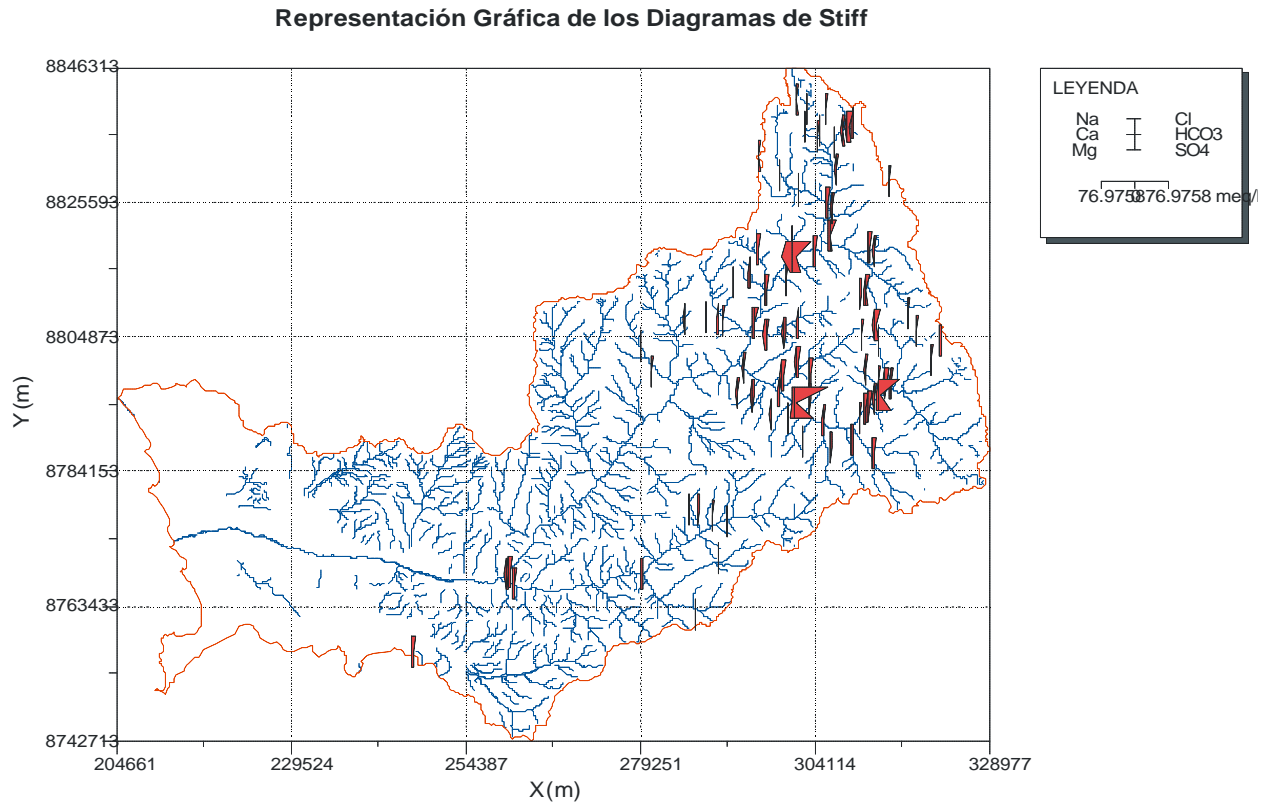 Representación Gráfica de los Diagramas de Stiff
8846313
8825593
8804873
8784153
8763433
8742713
Y (m)
204661
229524
254387
279251
304114
328977
X (m)
LEYENDA
Na Cl
Ca HCO3
Mg SO4
76.9758 0 76.9758 meq/l